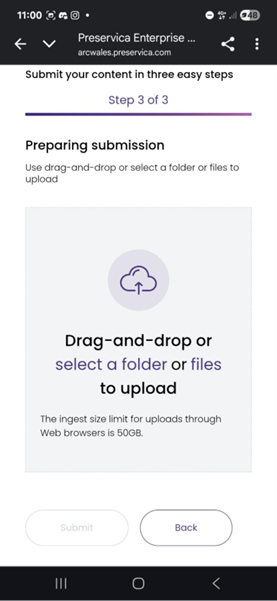 11:00
48
Preservica Enterprise ...
arcwales.preservica.com
Submit your content in three easy steps
Step 3 of 3
Preparing submission
Use drag-and-drop or select a folder or files to
upload
Drag-and-drop or
select a folder or files
to upload
The ingest size limit for uploads through
Web browsers is 50GB.
Submit
Back